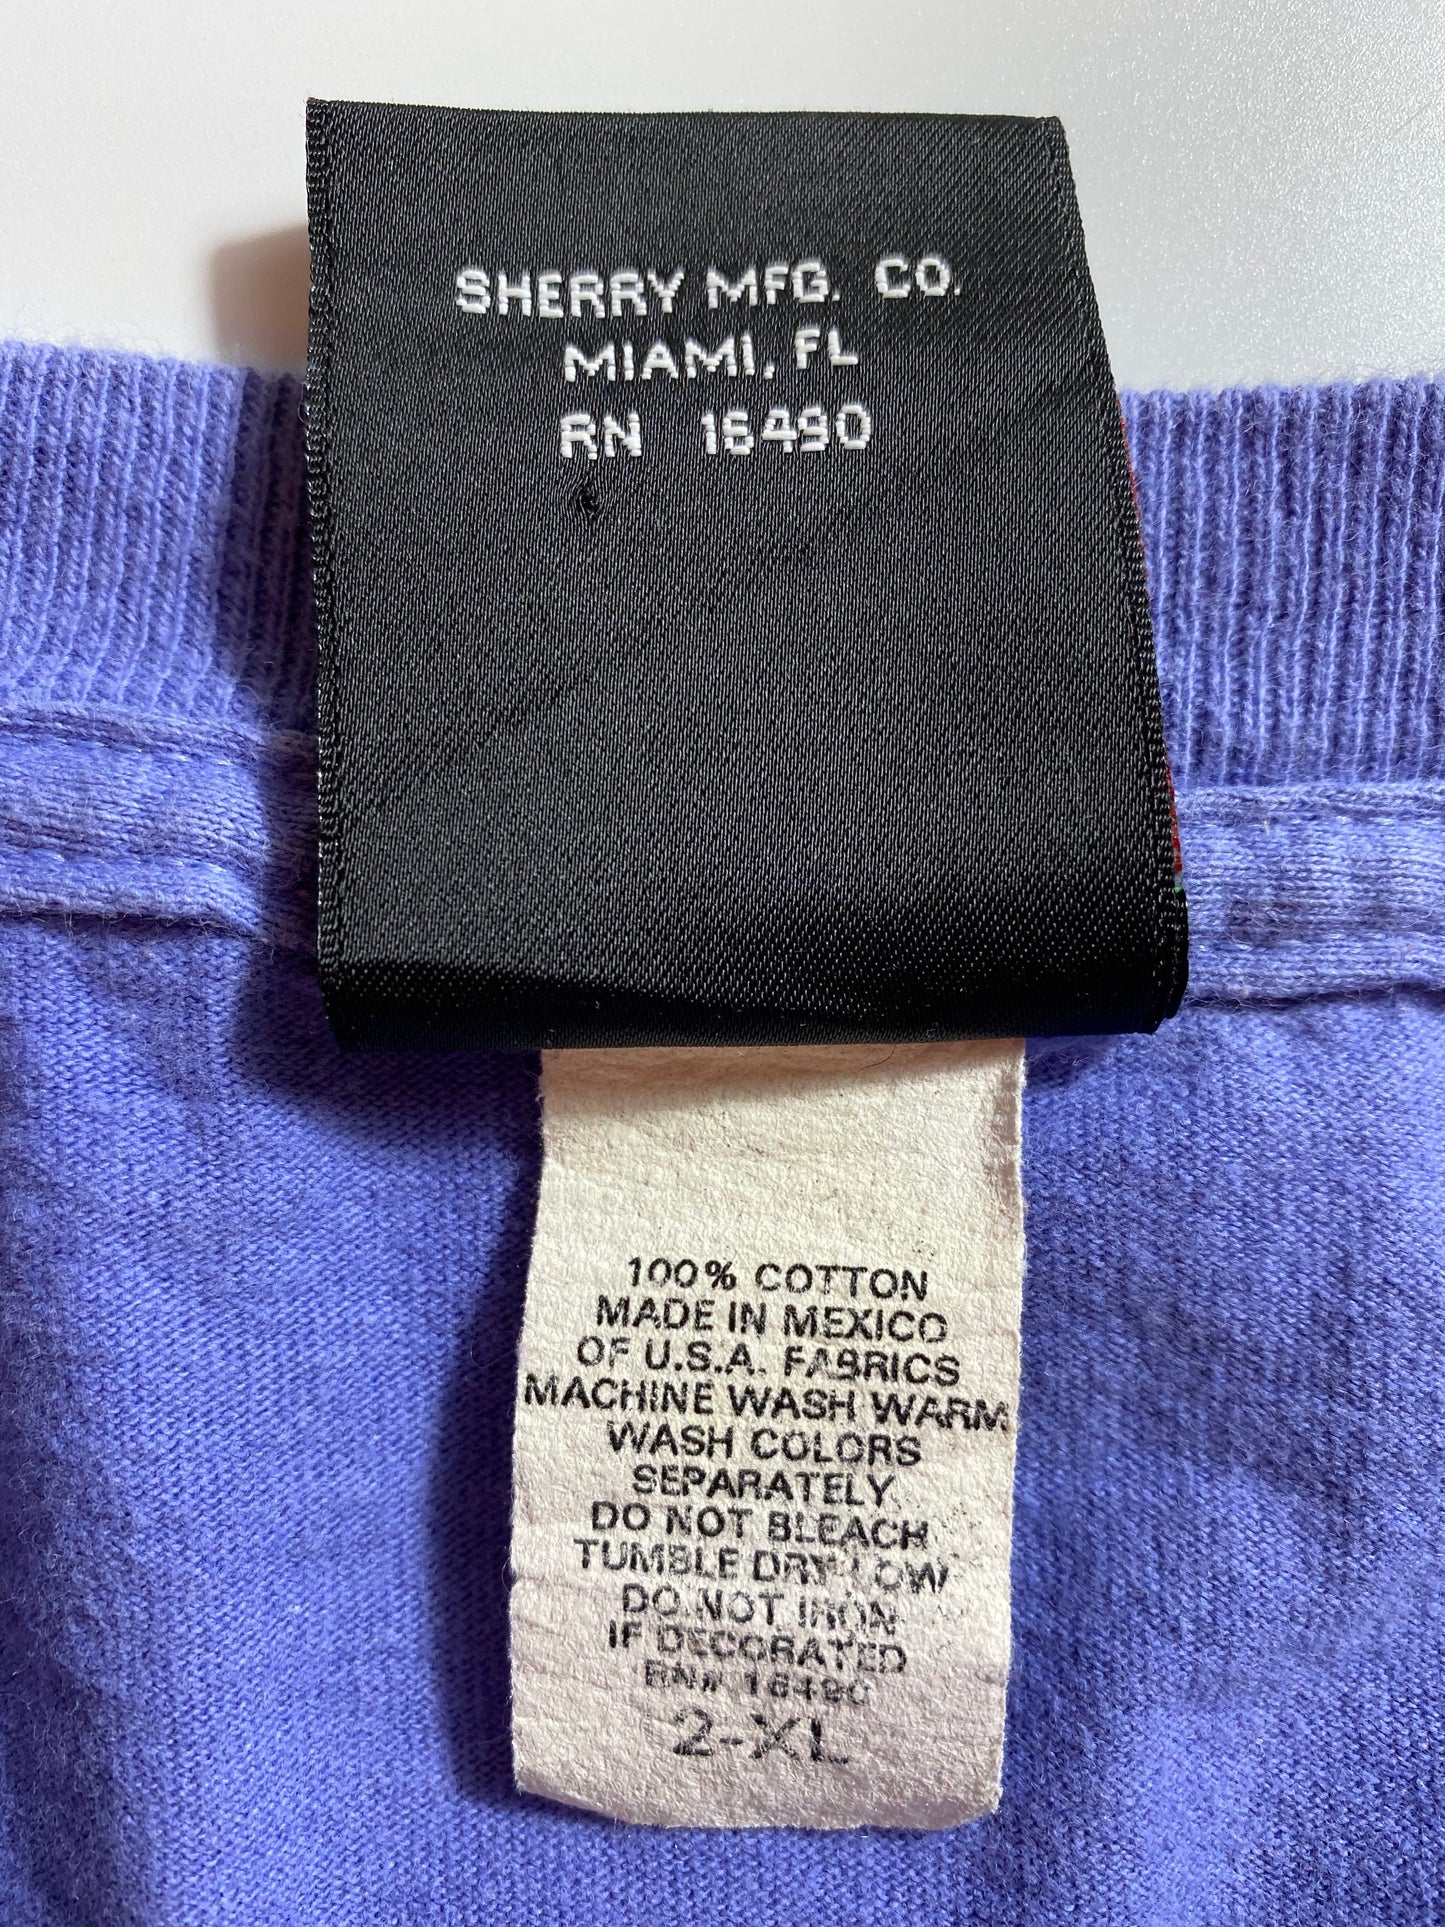 SHERRY MFG. CO.
MIAMI, FL
RN 16490
100% COTTON
MADE IN MEXICO
OF U.S.A. FABRICS
MACHINE WASH WARM
WASH COLORS
SEPARATELY
DO NOT BLEACH
TUMBLE DRY LOW
DO NOT IRON
IF DECORATED
RN# 16490
2-XL